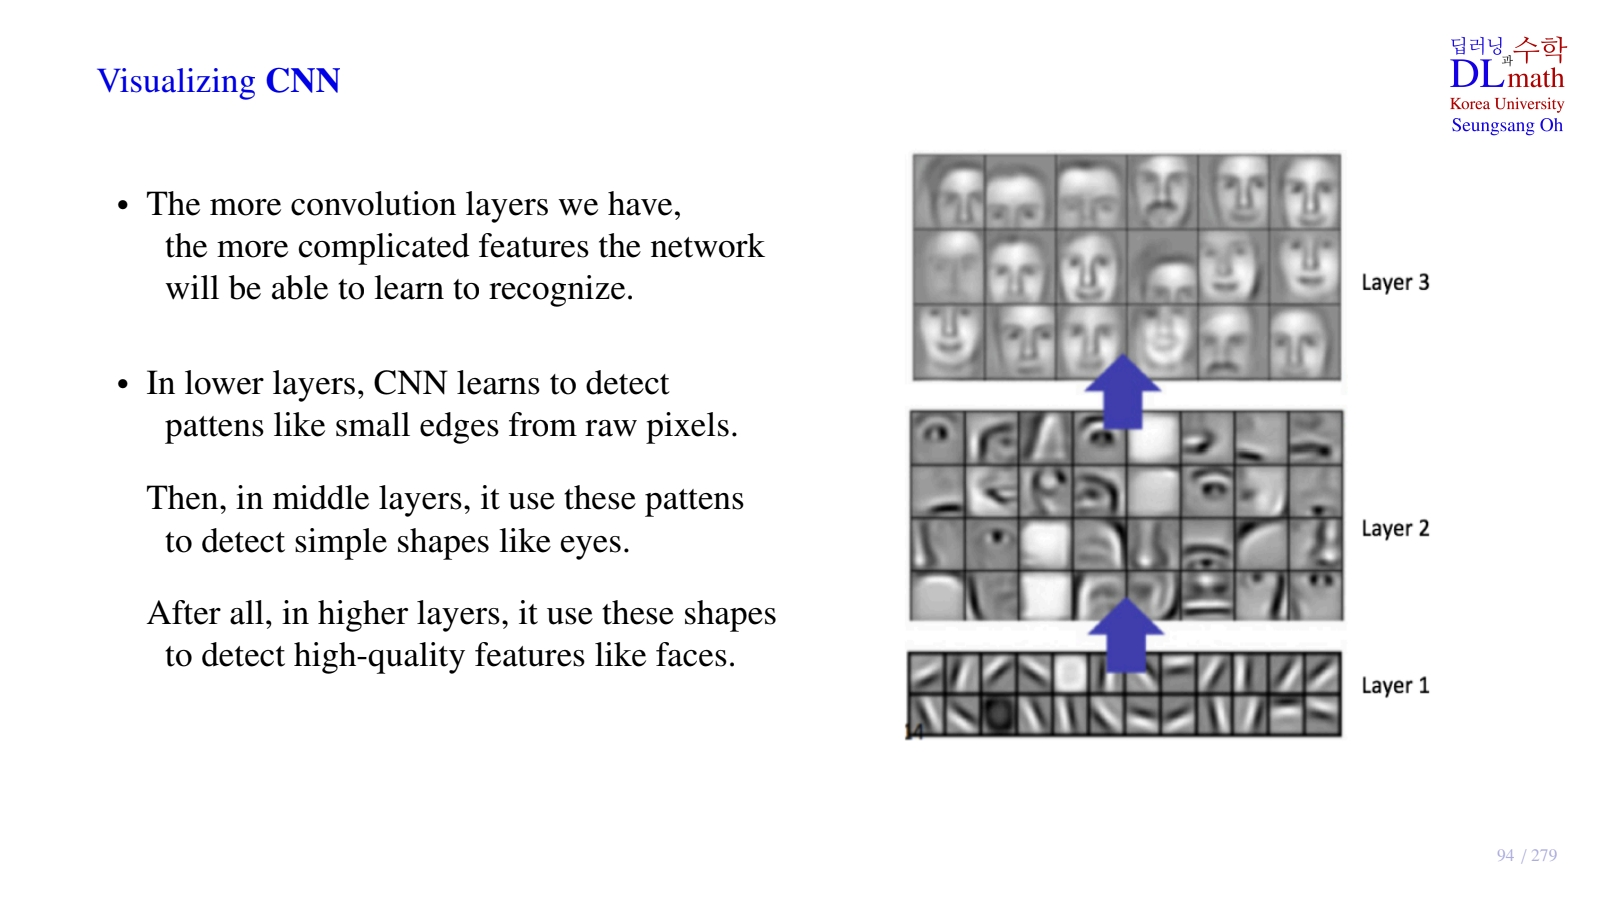 Visualizing CNN
딥러닝과 수학
DL math
Korea University
Seungsang Oh
• The more convolution layers we have,
the more complicated features the network
will be able to learn to recognize.
• In lower layers, CNN learns to detect
pattens like small edges from raw pixels.
Then, in middle layers, it use these pattens
to detect simple shapes like eyes.
After all, in higher layers, it use these shapes
to detect high-quality features like faces.
Layer 3
Layer 2
Layer 1
14
94 / 279